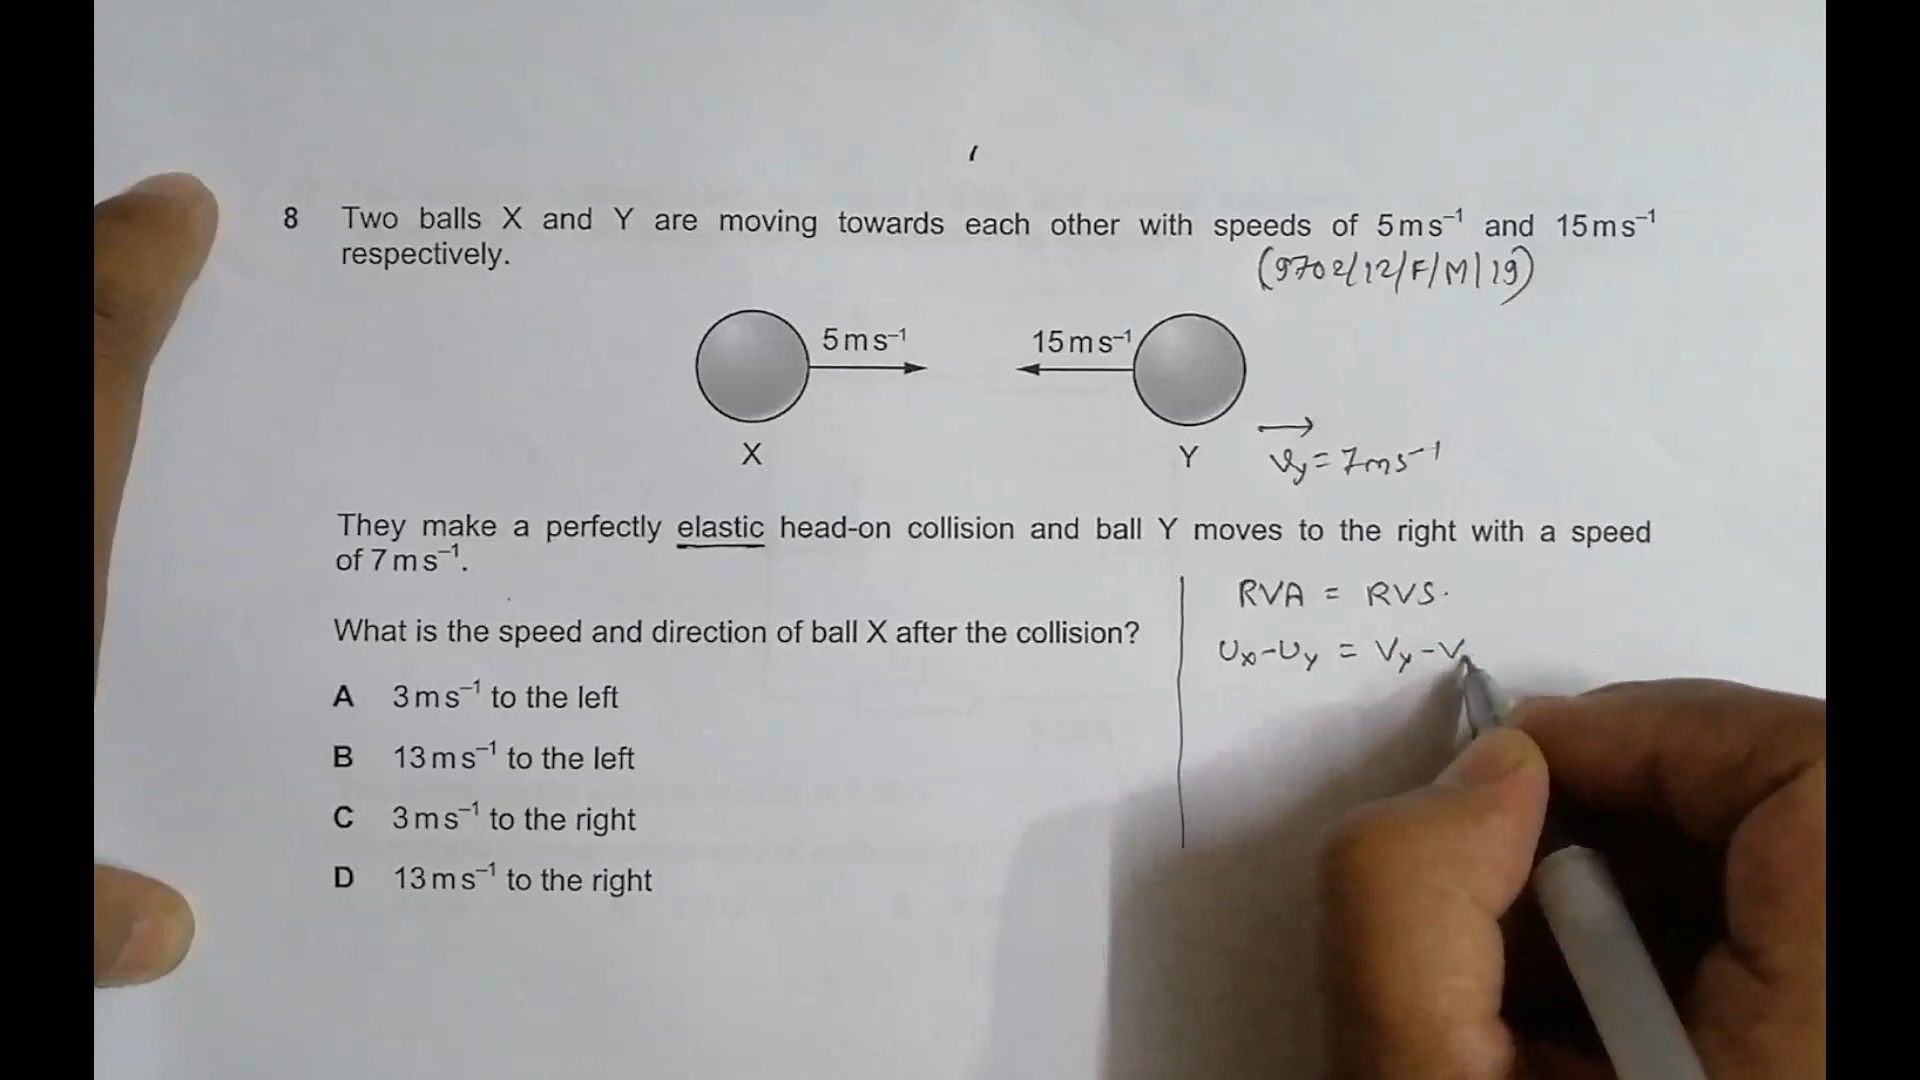 8 Two balls X and Y are moving towards each other with speeds of 5 m s⁻¹ and 15 m s⁻¹
respectively.
(9702/12/F/M/19)
5 m s⁻¹
15 m s⁻¹
X
Y
Vy = 7ms⁻¹
They make a perfectly elastic head-on collision and ball Y moves to the right with a speed
of 7 m s⁻¹.
RVA = RVS.
What is the speed and direction of ball X after the collision?
Ux-Uy = Vy-V
A 3 m s⁻¹ to the left
B 13 m s⁻¹ to the left
C 3 m s⁻¹ to the right
D 13 m s⁻¹ to the right